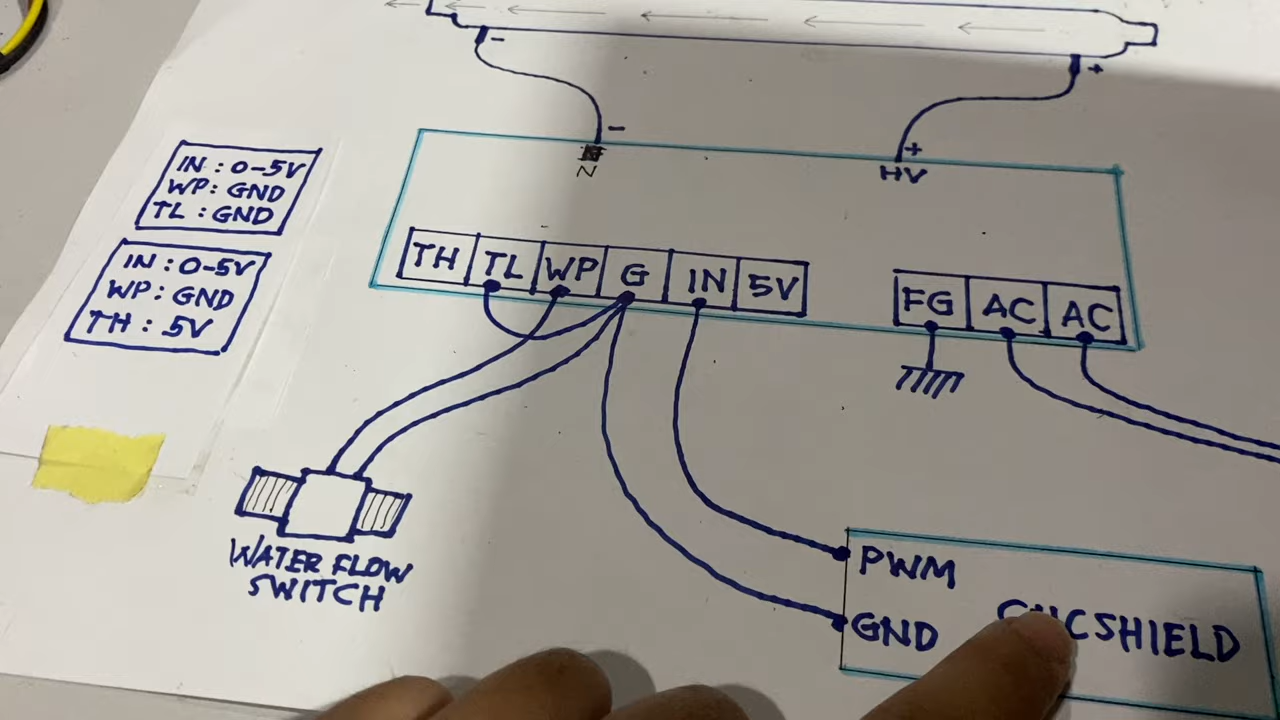 -
+
-
+
N
HV
IN : 0-5V
WP: GND
TL : GND
IN : 0-5V
WP: GND
TH : 5V
TH TL WP G IN 5V
FG AC AC
WATER FLOW
SWITCH
PWM
GND
SHIELD